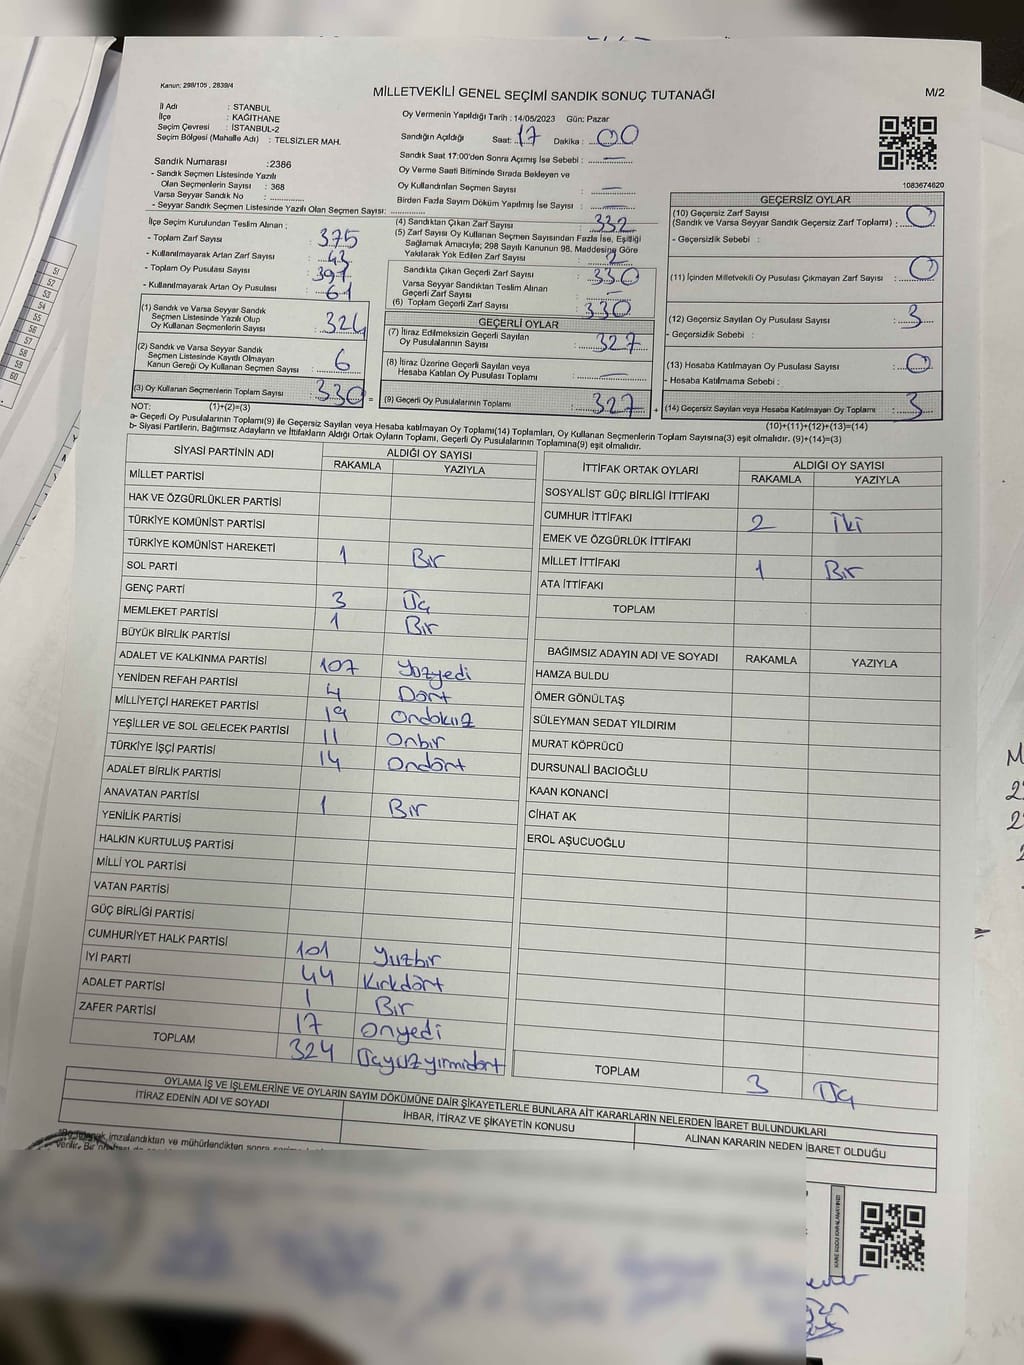 Kanun: 298/105 , 2839/4
MİLLETVEKİLİ GENEL SEÇİMİ SANDIK SONUÇ TUTANAĞI
M/2
İl Adı : İSTANBUL
İlçe : KAĞITHANE
Seçim Çevresi : İSTANBUL-2
Seçim Bölgesi (Mahalle Adı) : TELSİZLER MAH.
Oy Vermenin Yapıldığı Tarih : 14/05/2023 Gün: Pazar
Sandığın Açıldığı Saat: 17 Dakika : 00
Sandık Saat 17:00'den Sonra Açılmış İse Sebebi : —
Oy Verme Saati Bitiminde Sırada Bekleyen ve
Oy Kullandırılan Seçmen Sayısı : —
Birden Fazla Sayım Döküm Yapılmış İse Sayısı : —
Sandık Numarası : 2386
- Sandık Seçmen Listesinde Yazılı
Olan Seçmenlerin Sayısı : 368
Varsa Seyyar Sandık No :
- Seyyar Sandık Seçmen Listesinde Yazılı Olan Seçmen Sayısı:
İlçe Seçim Kurulundan Teslim Alınan ;
- Toplam Zarf Sayısı : 375
- Kullanılmayarak Artan Zarf Sayısı : 43
- Toplam Oy Pusulası Sayısı : 391
- Kullanılmayarak Artan Oy Pusulası : 61
(1) Sandık ve Varsa Seyyar Sandık
Seçmen Listesinde Yazılı Olup
Oy Kullanan Seçmenlerin Sayısı : 324
(2) Sandık ve Varsa Seyyar Sandık
Seçmen Listesinde Kayıtlı Olmayan
Kanun Gereği Oy Kullanan Seçmen Sayısı : 6
(3) Oy Kullanan Seçmenlerin Toplam Sayısı : 330
(4) Sandıktan Çıkan Zarf Sayısı : 332
(5) Zarf Sayısı Oy Kullanan Seçmen Sayısından Fazla İse, Eşitliği
Sağlamak Amacıyla; 298 Sayılı Kanunun 98. Maddesine Göre
Yakılarak Yok Edilen Zarf Sayısı : 2
Sandıkta Çıkan Geçerli Zarf Sayısı : 330
Varsa Seyyar Sandıktan Teslim Alınan
Geçerli Zarf Sayısı : —
(6) Toplam Geçerli Zarf Sayısı : 330
GEÇERLİ OYLAR
(7) İtiraz Edilmeksizin Geçerli Sayılan
Oy Pusulalarının Sayısı : 327
(8) İtiraz Üzerine Geçerli Sayılan veya
Hesaba Katılan Oy Pusulası Toplamı : —
= (9) Geçerli Oy Pusulalarının Toplamı : 327 +
1083674620
GEÇERSİZ OYLAR
(10) Geçersiz Zarf Sayısı
(Sandık ve Varsa Seyyar Sandık Geçersiz Zarf Toplamı) : 0
- Geçersizlik Sebebi :
(11) İçinden Milletvekili Oy Pusulası Çıkmayan Zarf Sayısı : 0
(12) Geçersiz Sayılan Oy Pusulası Sayısı : 3
- Geçersizlik Sebebi :
(13) Hesaba Katılmayan Oy Pusulası Sayısı : 0
- Hesaba Katılmama Sebebi :
(14) Geçersiz Sayılan veya Hesaba Katılmayan Oy Toplamı : 3
NOT: (1)+(2)=(3)
(10)+(11)+(12)+(13)=(14)
a- Geçerli Oy Pusulalarının Toplamı(9) ile Geçersiz Sayılan veya Hesaba katılmayan Oy Toplamı(14) Toplamları, Oy Kullanan Seçmenlerin Toplam Sayısına(3) eşit olmalıdır. (9)+(14)=(3)
b- Siyasi Partilerin, Bağımsız Adayların ve İttifakların Aldığı Ortak Oyların Toplamı, Geçerli Oy Pusulalarının Toplamına(9) eşit olmalıdır.
SİYASİ PARTİNİN ADI
ALDIĞI OY SAYISI
RAKAMLA YAZIYLA
MİLLET PARTİSİ
HAK VE ÖZGÜRLÜKLER PARTİSİ
TÜRKİYE KOMÜNİST PARTİSİ
TÜRKİYE KOMÜNİST HAREKETİ 1 Bir
SOL PARTİ
GENÇ PARTİ 3 Üç
MEMLEKET PARTİSİ 1 Bir
BÜYÜK BİRLİK PARTİSİ
ADALET VE KALKINMA PARTİSİ 107 Yüzyedi
YENİDEN REFAH PARTİSİ 4 Dört
MİLLİYETÇİ HAREKET PARTİSİ 19 Ondokuz
YEŞİLLER VE SOL GELECEK PARTİSİ 11 Onbir
TÜRKİYE İŞÇİ PARTİSİ 14 Ondört
ADALET BİRLİK PARTİSİ
ANAVATAN PARTİSİ 1 Bir
YENİLİK PARTİSİ
HALKIN KURTULUŞ PARTİSİ
MİLLİ YOL PARTİSİ
VATAN PARTİSİ
GÜÇ BİRLİĞİ PARTİSİ
CUMHURİYET HALK PARTİSİ 101 Yüzbir
İYİ PARTİ 44 Kırkdört
ADALET PARTİSİ 1 Bir
ZAFER PARTİSİ 17 Onyedi
TOPLAM 324 Üçyüzyirmidört
İTTİFAK ORTAK OYLARI
ALDIĞI OY SAYISI
RAKAMLA YAZIYLA
SOSYALİST GÜÇ BİRLİĞİ İTTİFAKI
CUMHUR İTTİFAKI 2 İki
EMEK VE ÖZGÜRLÜK İTTİFAKI
MİLLET İTTİFAKI 1 Bir
ATA İTTİFAKI
TOPLAM
BAĞIMSIZ ADAYIN ADI VE SOYADI RAKAMLA YAZIYLA
HAMZA BULDU
ÖMER GÖNÜLTAŞ
SÜLEYMAN SEDAT YILDIRIM
MURAT KÖPRÜCÜ
DURSUNALİ BACIOĞLU
KAAN KONANCİ
CİHAT AK
EROL AŞUCUOĞLU
TOPLAM 3 Üç
OYLAMA İŞ VE İŞLEMLERİNE VE OYLARIN SAYIM DÖKÜMÜNE DAİR ŞİKAYETLERLE BUNLARA AİT KARARLARIN NELERDEN İBARET BULUNDUKLARI
İTİRAZ EDENİN ADI VE SOYADI
İHBAR, İTİRAZ VE ŞİKAYETİN KONUSU
ALINAN KARARIN NEDEN İBARET OLDUĞU
imzalandıktan ve mühürlendikten sonra
51
52
53
54
55
56
57
58
59
60